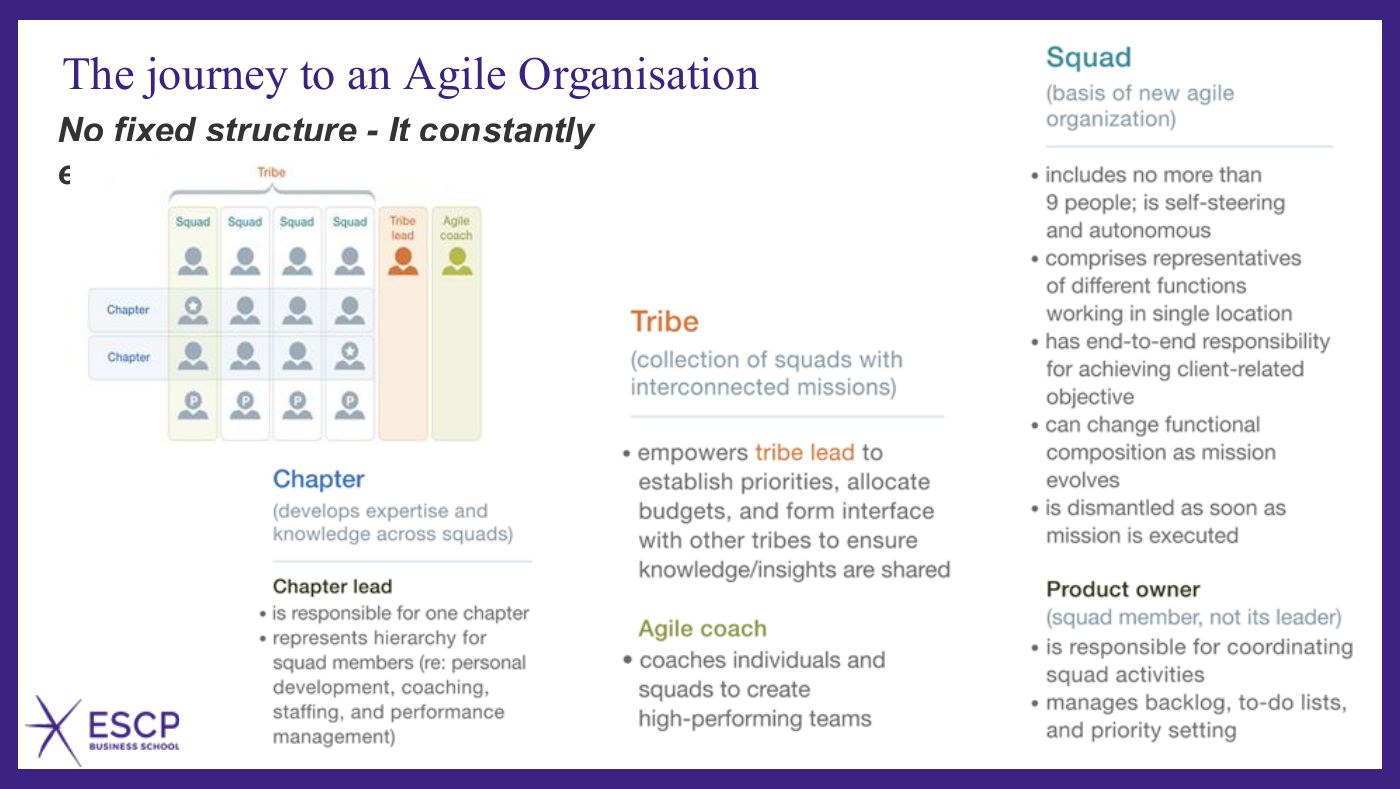 The journey to an Agile Organisation
No fixed structure - It constantly
e
Tribe
Squad
Squad
Squad
Squad
Tribe
lead
Agile
coach
Chapter
Chapter
P
P
P
P
Chapter
(develops expertise and
knowledge across squads)
Chapter lead
• is responsible for one chapter
• represents hierarchy for
squad members (re: personal
development, coaching,
staffing, and performance
management)
Tribe
(collection of squads with
interconnected missions)
• empowers tribe lead to
establish priorities, allocate
budgets, and form interface
with other tribes to ensure
knowledge/insights are shared
Agile coach
• coaches individuals and
squads to create
high-performing teams
Squad
(basis of new agile
organization)
• includes no more than
9 people; is self-steering
and autonomous
• comprises representatives
of different functions
working in single location
• has end-to-end responsibility
for achieving client-related
objective
• can change functional
composition as mission
evolves
• is dismantled as soon as
mission is executed
Product owner
(squad member, not its leader)
• is responsible for coordinating
squad activities
• manages backlog, to-do lists,
and priority setting
ESCP
BUSINESS SCHOOL